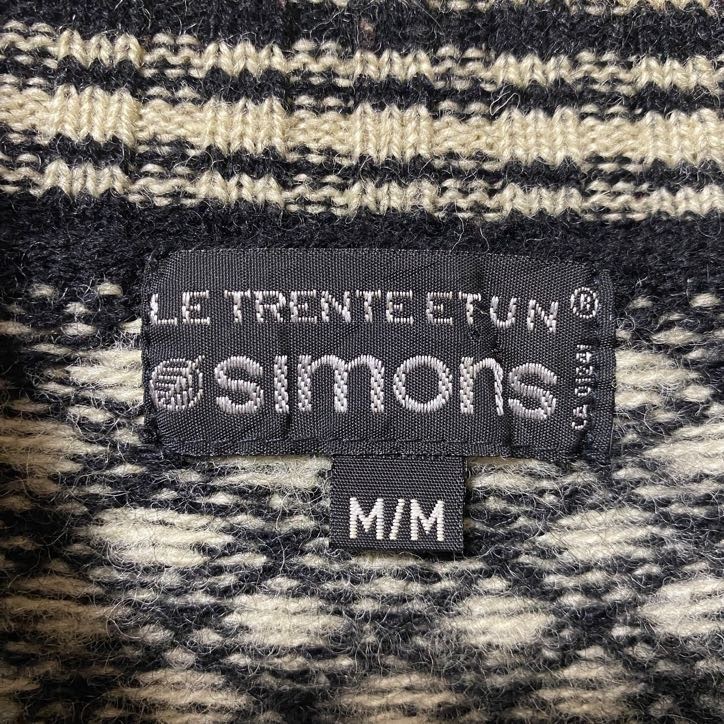 LE TRENTE ET UN ®
simons
CA 01241
M/M